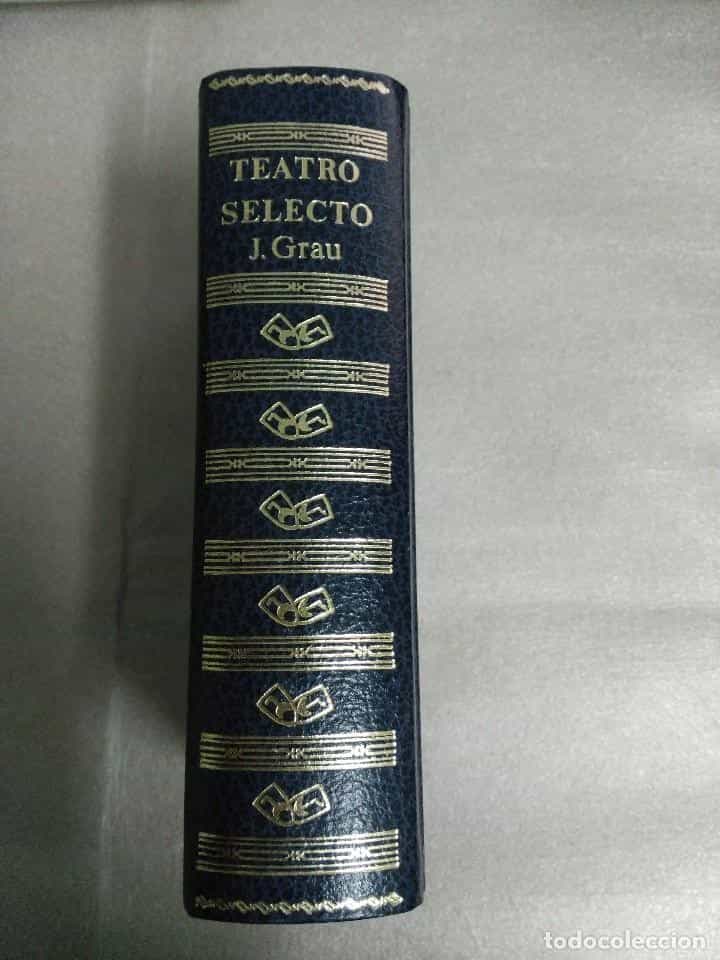 TEATRO
SELECTO
J. Grau
todocoleccion